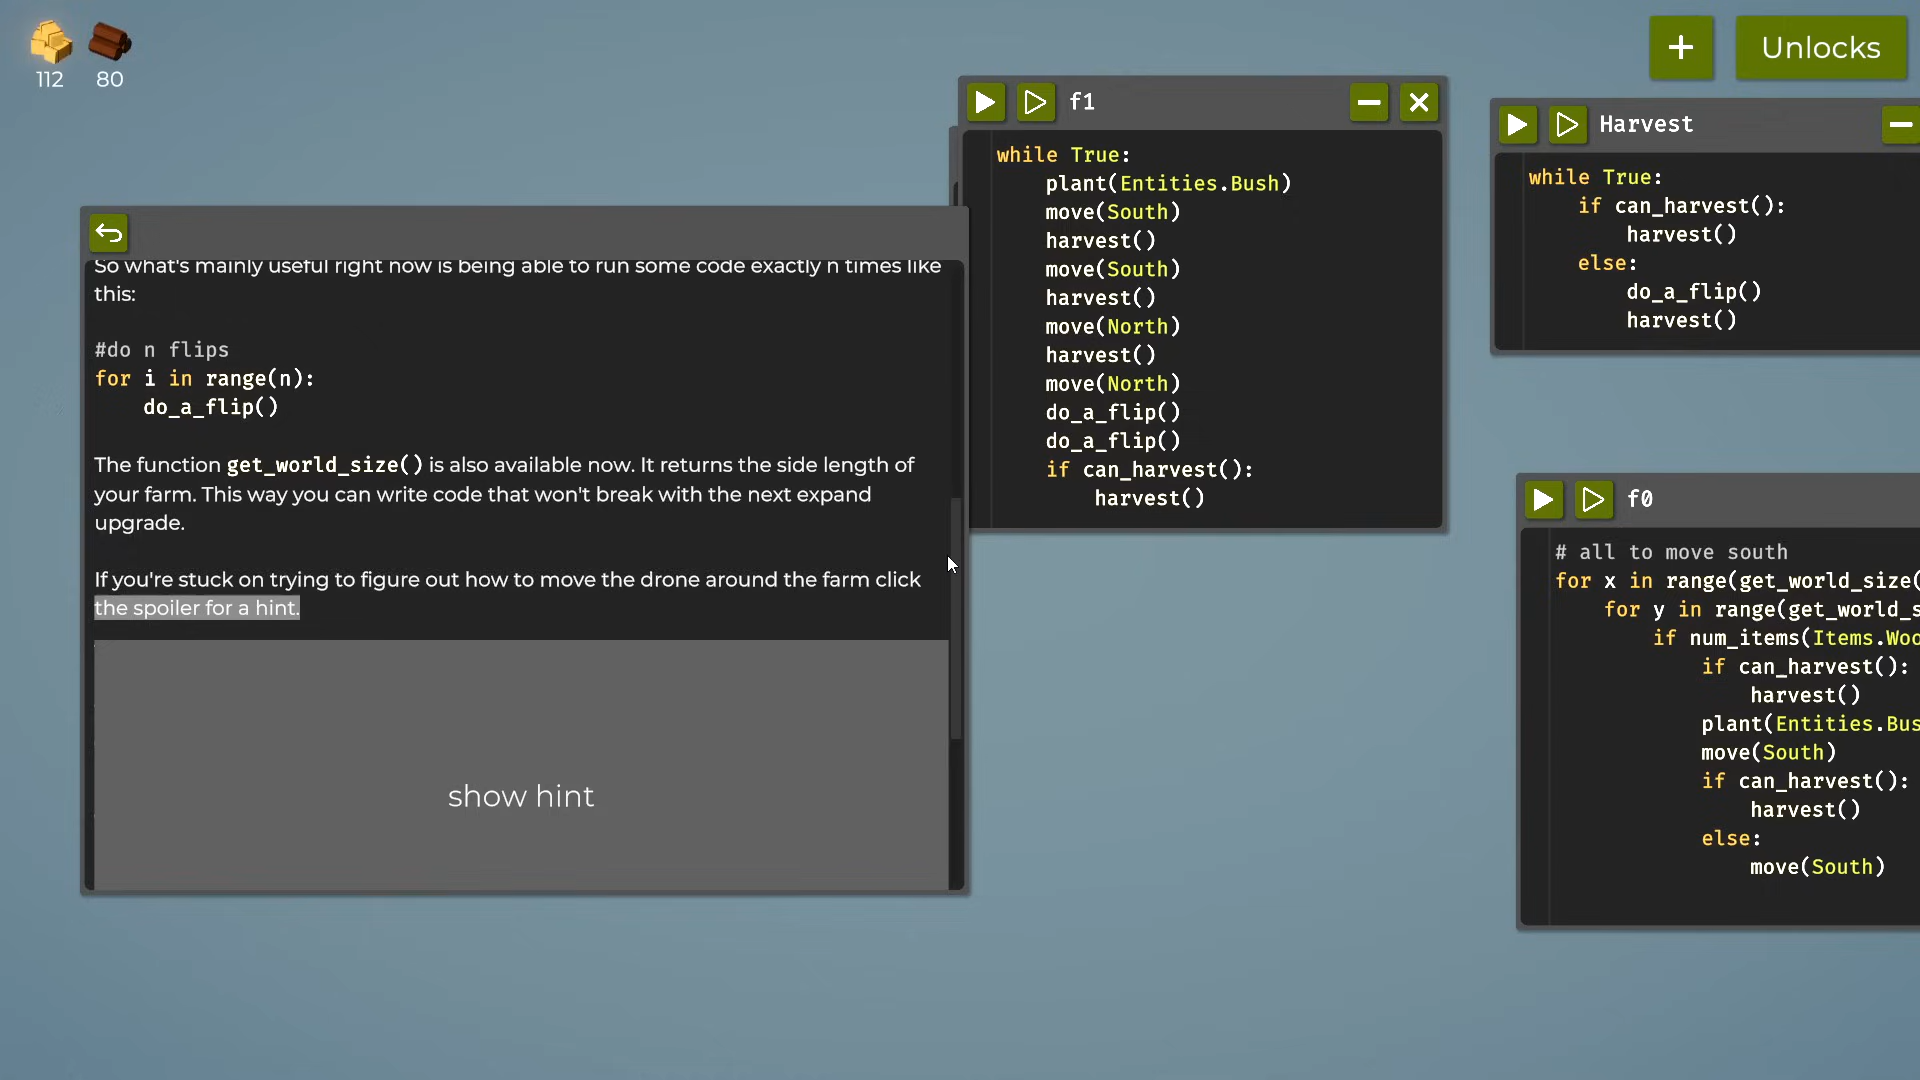 112 80
+ Unlocks
f1
while True:
plant(Entities.Bush)
move(South)
harvest()
move(South)
harvest()
move(North)
harvest()
move(North)
do_a_flip()
do_a_flip()
if can_harvest():
harvest()
Harvest
while True:
if can_harvest():
harvest()
else:
do_a_flip()
harvest()
So what's mainly useful right now is being able to run some code exactly n times like
this:
#do n flips
for i in range(n):
do_a_flip()
The function get_world_size() is also available now. It returns the side length of
your farm. This way you can write code that won't break with the next expand
upgrade.
If you're stuck on trying to figure out how to move the drone around the farm click
the spoiler for a hint.
show hint
f0
# all to move south
for x in range(get_world_size(
for y in range(get_world_s
if num_items(Items.Woo
if can_harvest():
harvest()
plant(Entities.Bus
move(South)
if can_harvest():
harvest()
else:
move(South)